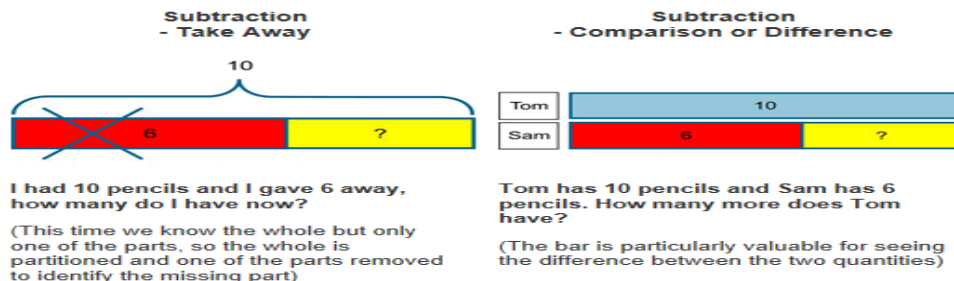 Subtraction
- Take Away
10
6
?
I had 10 pencils and I gave 6 away,
how many do I have now?
(This time we know the whole but only
one of the parts, so the whole is
partitioned and one of the parts removed
to identify the missing part)
Subtraction
- Comparison or Difference
Tom
10
Sam
6
?
Tom has 10 pencils and Sam has 6
pencils. How many more does Tom
have?
(The bar is particularly valuable for seeing
the difference between the two quantities)